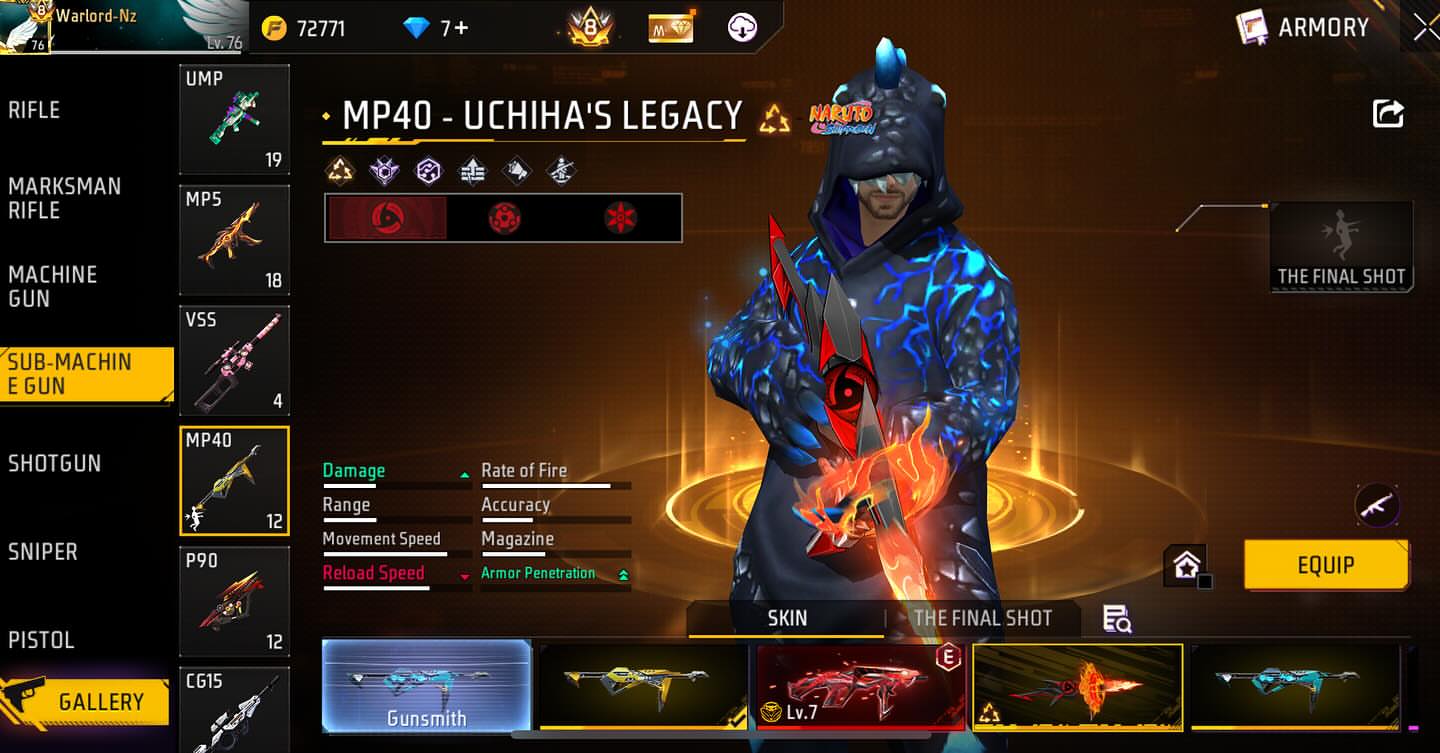 8
Warlord-Nz
76
Lv. 76
72771
7+
8
M
ARMORY
RIFLE
MARKSMAN
RIFLE
MACHINE
GUN
SUB-MACHIN
E GUN
SHOTGUN
SNIPER
PISTOL
GALLERY
UMP
19
MP5
18
VSS
4
MP40
12
P90
12
CG15
MP40 - UCHIHA'S LEGACY
NARUTO
SHIPPUDEN
THE FINAL SHOT
Damage
Rate of Fire
Range
Accuracy
Movement Speed
Magazine
Reload Speed
Armor Penetration
EQUIP
SKIN
THE FINAL SHOT
Gunsmith
Lv.7
E